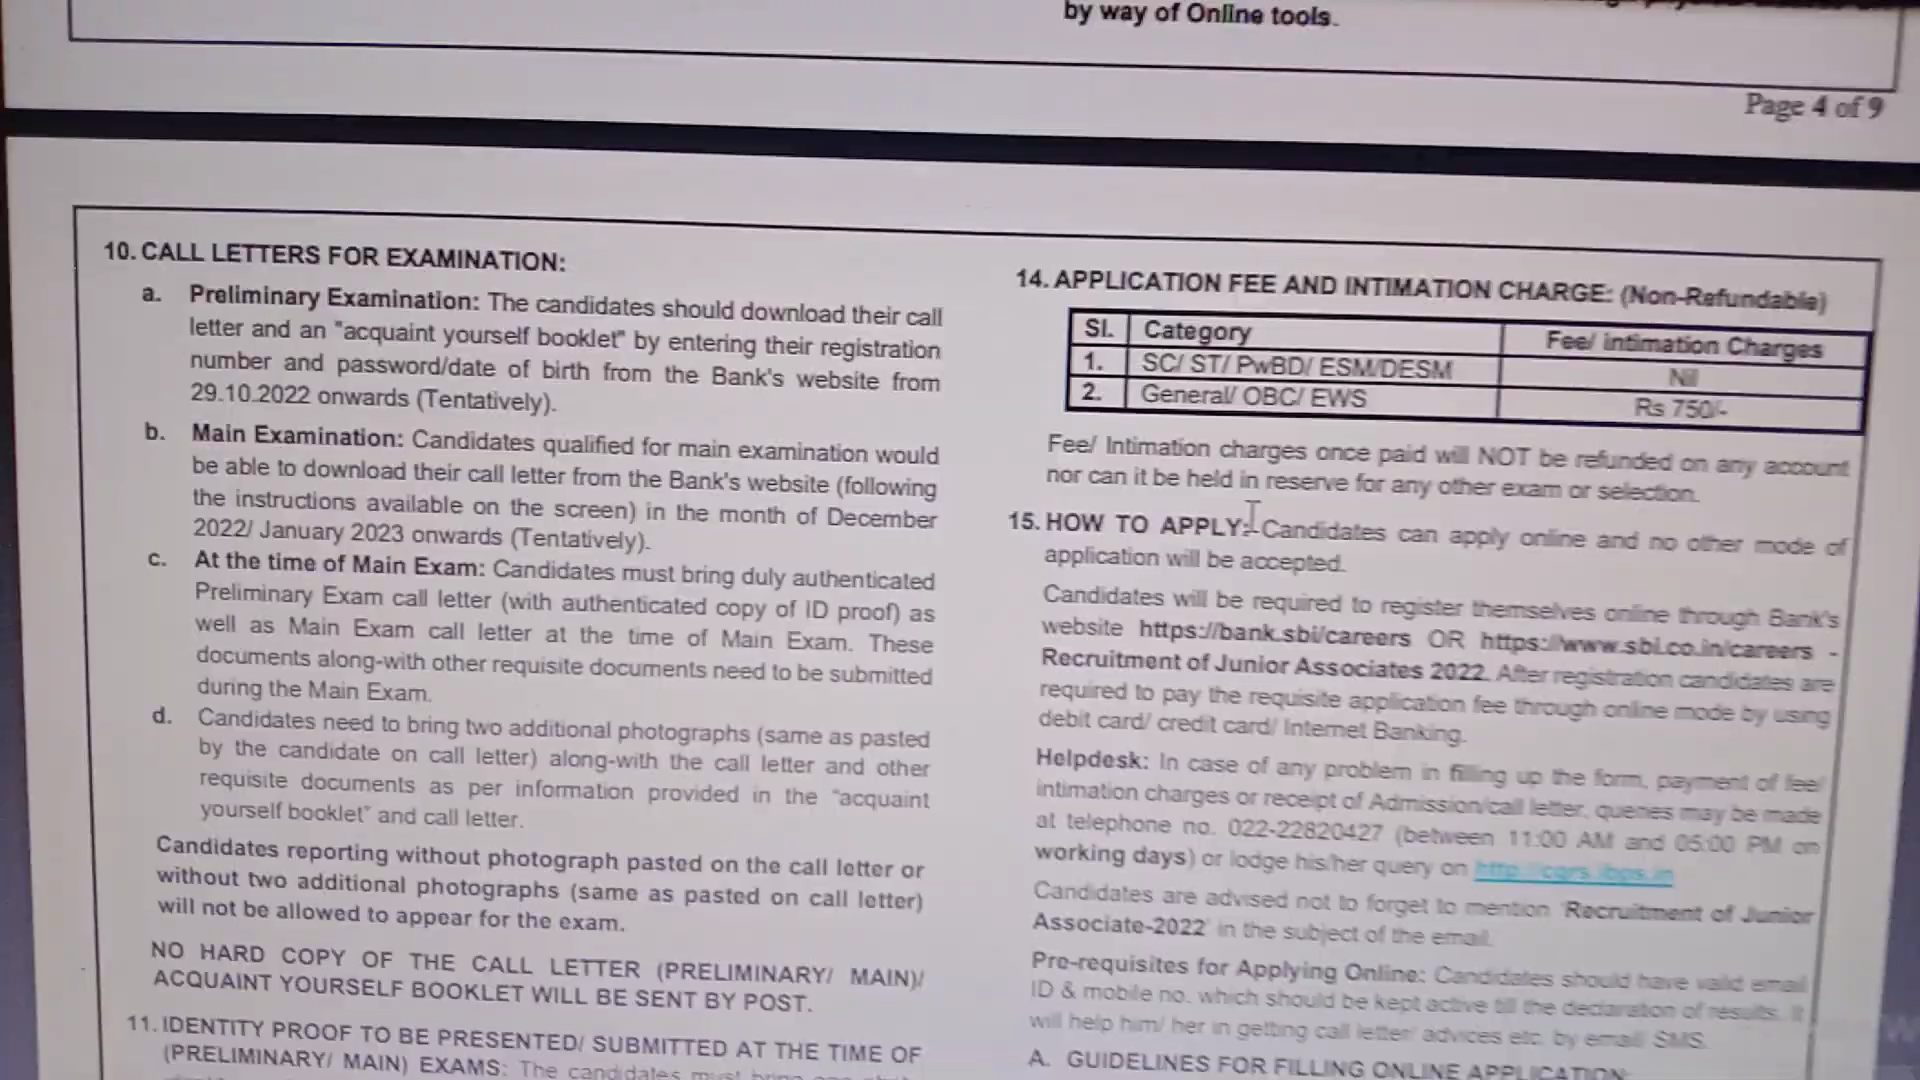 by way of Online tools.
Page 4 of 9
10. CALL LETTERS FOR EXAMINATION:
a. Preliminary Examination: The candidates should download their call
letter and an "acquaint yourself booklet" by entering their registration
number and password/date of birth from the Bank's website from
29.10.2022 onwards (Tentatively).
b. Main Examination: Candidates qualified for main examination would
be able to download their call letter from the Bank's website (following
the instructions available on the screen) in the month of December
2022/ January 2023 onwards (Tentatively).
c. At the time of Main Exam: Candidates must bring duly authenticated
Preliminary Exam call letter (with authenticated copy of ID proof) as
well as Main Exam call letter at the time of Main Exam. These
documents along-with other requisite documents need to be submitted
during the Main Exam.
d. Candidates need to bring two additional photographs (same as pasted
by the candidate on call letter) along-with the call letter and other
requisite documents as per information provided in the "acquaint
yourself booklet" and call letter.
Candidates reporting without photograph pasted on the call letter or
without two additional photographs (same as pasted on call letter)
will not be allowed to appear for the exam.
NO HARD COPY OF THE CALL LETTER (PRELIMINARY/ MAIN)/
ACQUAINT YOURSELF BOOKLET WILL BE SENT BY POST.
11. IDENTITY PROOF TO BE PRESENTED/ SUBMITTED AT THE TIME OF
(PRELIMINARY/ MAIN) EXAMS: The candidates must bring one
14. APPLICATION FEE AND INTIMATION CHARGE: (Non-Refundable)
Sl. Category Fee/ intimation Charges
1. SC/ ST/ PwBD/ ESM/DESM Nil
2. General/ OBC/ EWS Rs 750/-
Fee/ Intimation charges once paid will NOT be refunded on any account
nor can it be held in reserve for any other exam or selection.
15. HOW TO APPLY:- Candidates can apply online and no other mode of
application will be accepted.
Candidates will be required to register themselves online through Bank's
website https://bank.sbi/careers OR https://www.sbi.co.in/careers -
Recruitment of Junior Associates 2022. After registration candidates are
required to pay the requisite application fee through online mode by using
debit card/ credit card/ Internet Banking.
Helpdesk: In case of any problem in filling up the form, payment of fee/
intimation charges or receipt of Admission/call letter, queries may be made
at telephone no. 022-22820427 (between 11:00 AM and 05:00 PM on
working days) or lodge his/her query on http://cgrs.ibps.in
Candidates are advised not to forget to mention 'Recruitment of Junior
Associate-2022' in the subject of the email.
Pre-requisites for Applying Online: Candidates should have valid email
ID & mobile no. which should be kept active till the declaration of results. It
will help him/ her in getting call letter/ advices etc. by email/ SMS.
A. GUIDELINES FOR FILLING ONLINE APPLICATION: